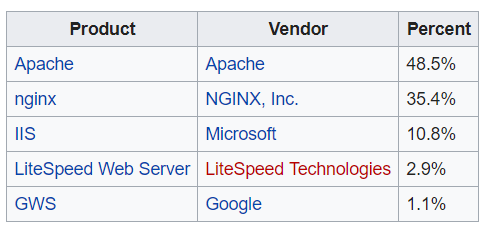 Product Vendor Percent
Apache Apache 48.5%
nginx NGINX, Inc. 35.4%
IIS Microsoft 10.8%
LiteSpeed Web Server LiteSpeed Technologies 2.9%
GWS Google 1.1%